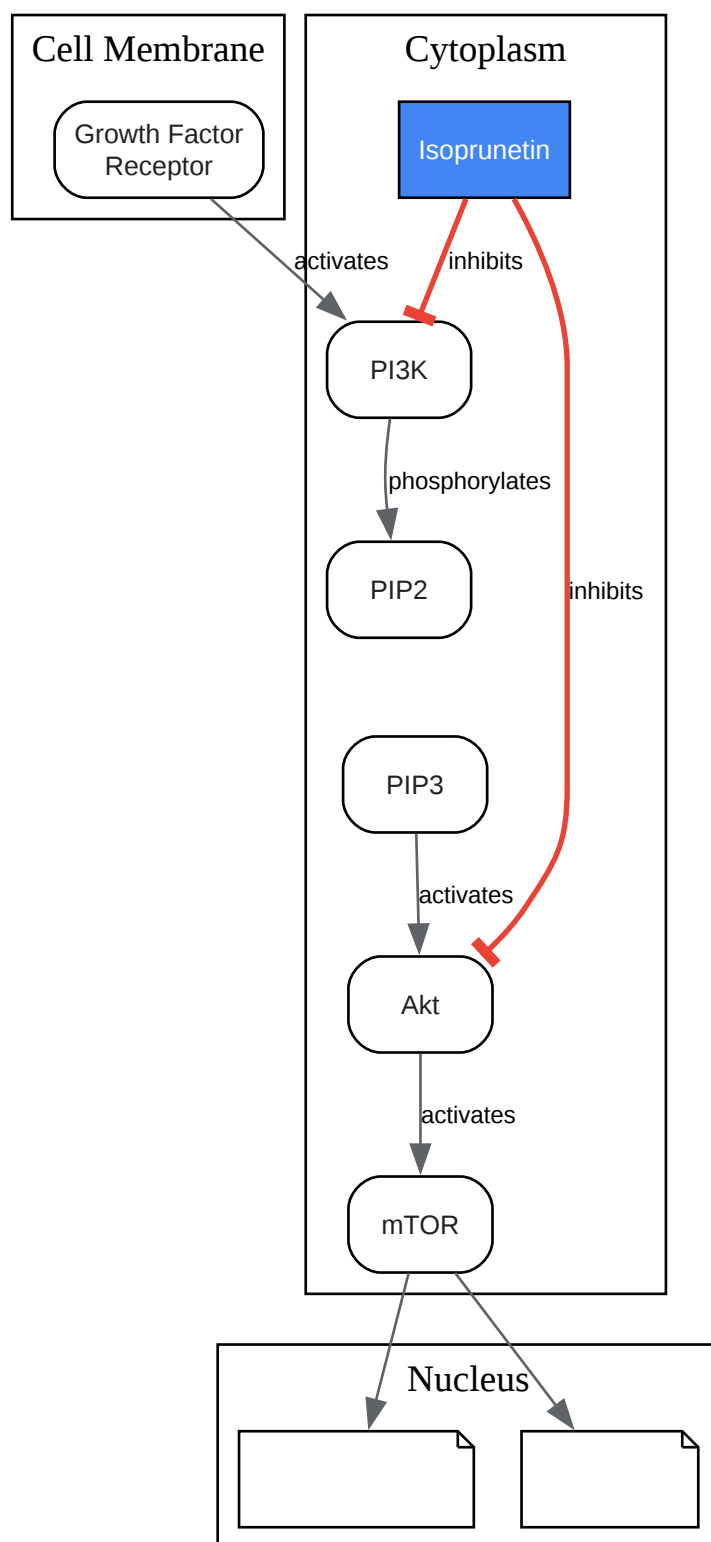 Cell Membrane
Cytoplasm
Growth Factor
Receptor
Isoprunetin
activates
inhibits
PI3K
phosphorylates
PIP2
inhibits
PIP3
activates
Akt
activates
mTOR
Nucleus